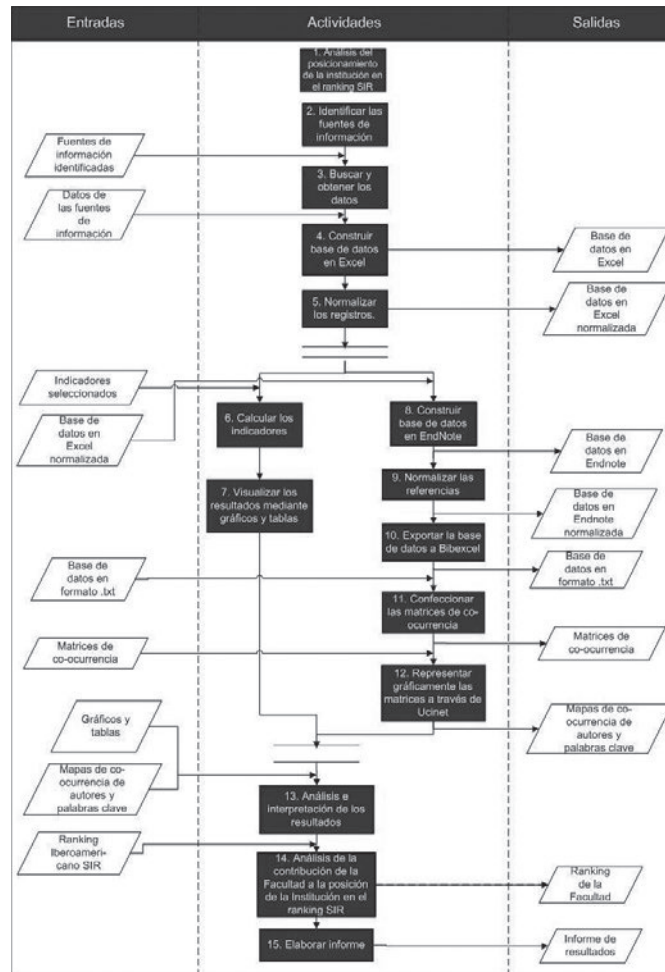 Entradas
Actividades
Salidas
1. Análisis del
posicionamiento
de la institución en
el ranking SIR
2. Identificar las
fuentes de
información
Fuentes de
información
identificadas
3. Buscar y
obtener los
datos
Datos de
las fuentes
de
información
4. Construir
base de datos
en Excel
Base de
datos en
Excel
5. Normalizar
los registros.
Base de
datos en
Excel
normalizada
Indicadores
seleccionados
Base de
datos en
Excel
normalizada
6. Calcular los
indicadores
8. Construir
base de datos
en EndNote
Base de
datos en
Endnote
7. Visualizar los
resultados mediante
gráficos y tablas
9. Normalizar las
referencias
Base de
datos en
Endnote
normalizada
10. Exportar la base
de datos a Bibexcel
Base de
datos en
formato .txt
Base de
datos en
formato .txt
11. Confeccionar
las matrices de co-
ocurrencia
Matrices de
co-ocurrencia
Matrices de
co-ocurrencia
12. Representar
gráficamente las
matrices a través de
Ucinet
Mapas de co-
ocurrencia de
autores y
palabras clave
Gráficos y
tablas
Mapas de co-
ocurrencia de
autores y
palabras clave
13. Análisis e
interpretación de los
resultados
Ranking
Iberoameri-
cano SIR
14. Análisis de la
contribución de la
Facultad a la posición
de la Institución en el
ranking SIR
Ranking
de la
Facultad
15. Elaborar informe
Informe de
resultados